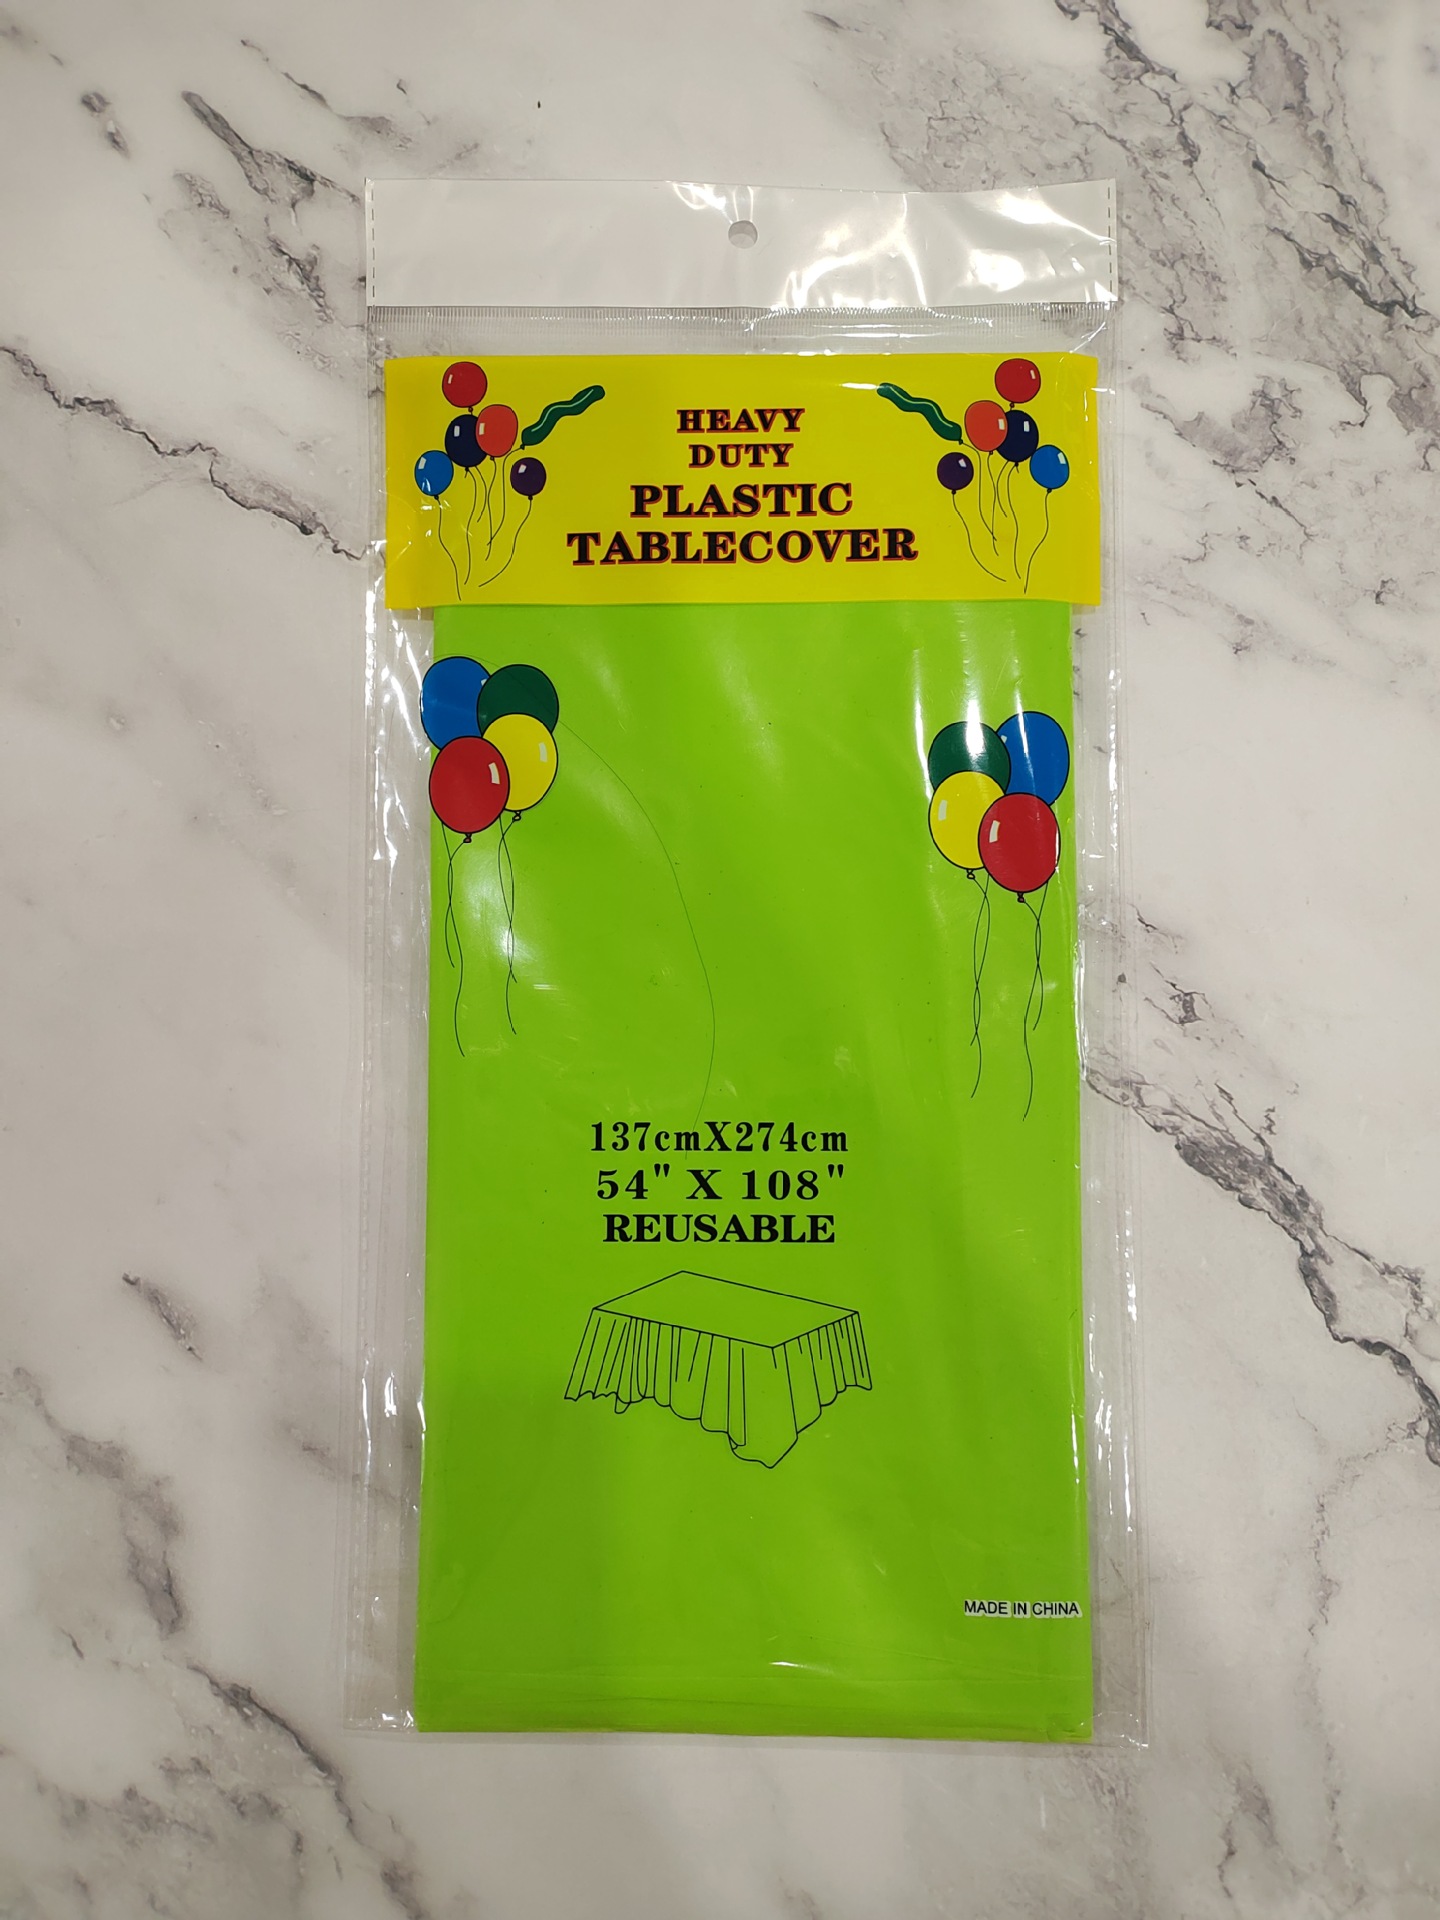 HEAVY
DUTY
PLASTIC
TABLECOVER
137cmX274cm
54" X 108"
REUSABLE
MADE IN CHINA